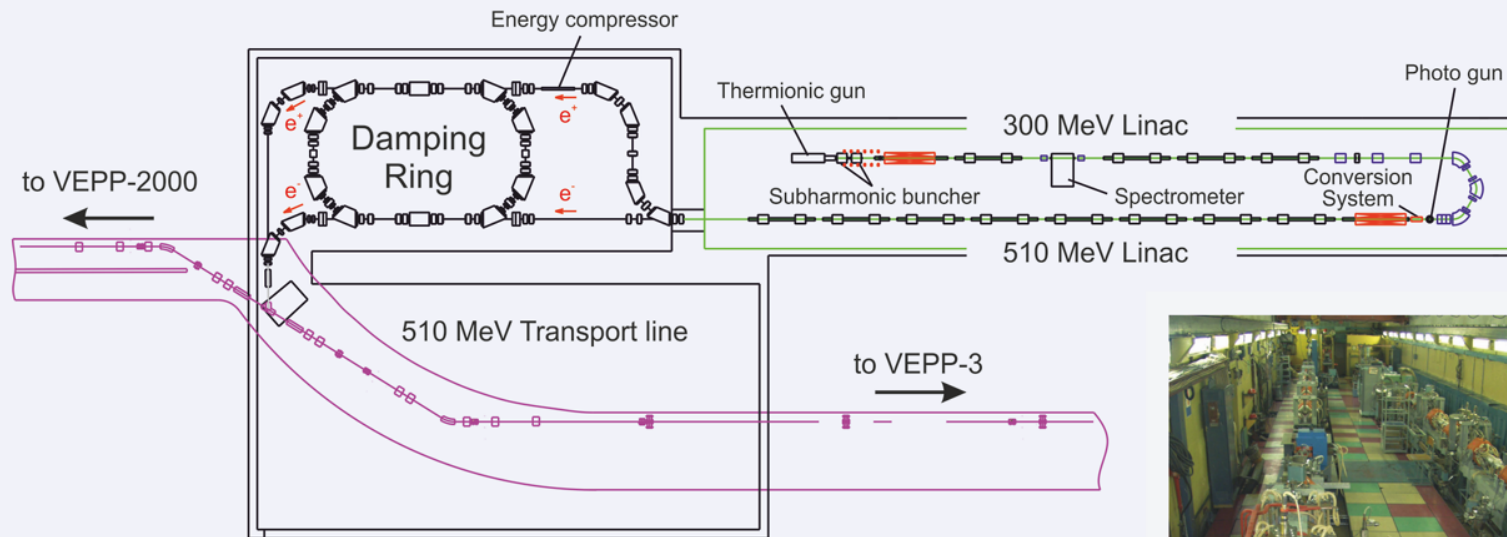 Energy compressor
Photo gun
Thermionic gun
300 MeV Linac
e⁺
e⁺
Damping
Ring
to VEPP-2000
Subharmonic buncher
Spectrometer
Conversion
System
e⁻
e⁻
510 MeV Linac
510 MeV Transport line
to VEPP-3